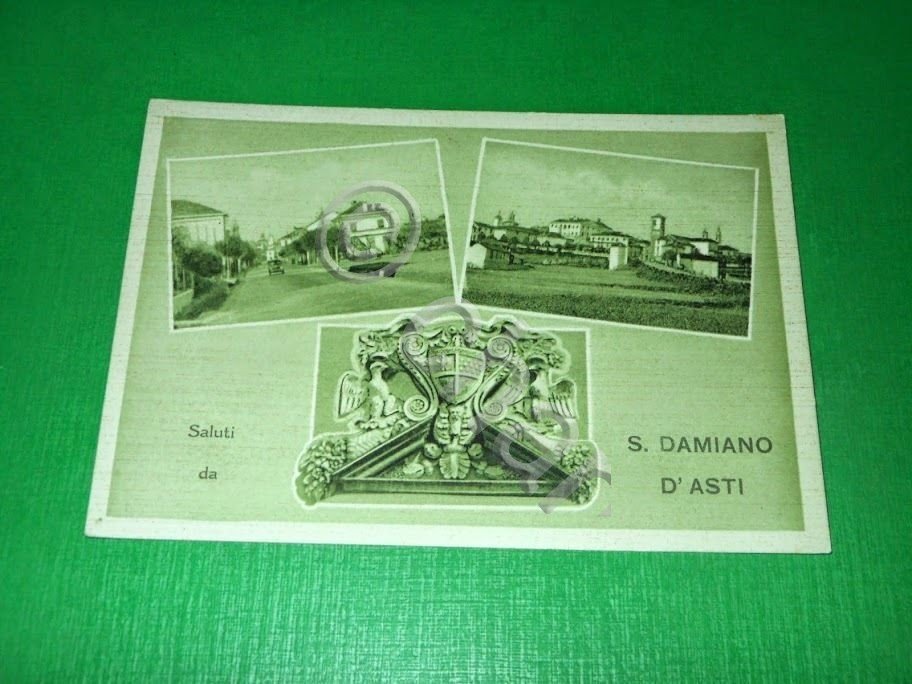 Saluti
da
S. DAMIANO
D'ASTI